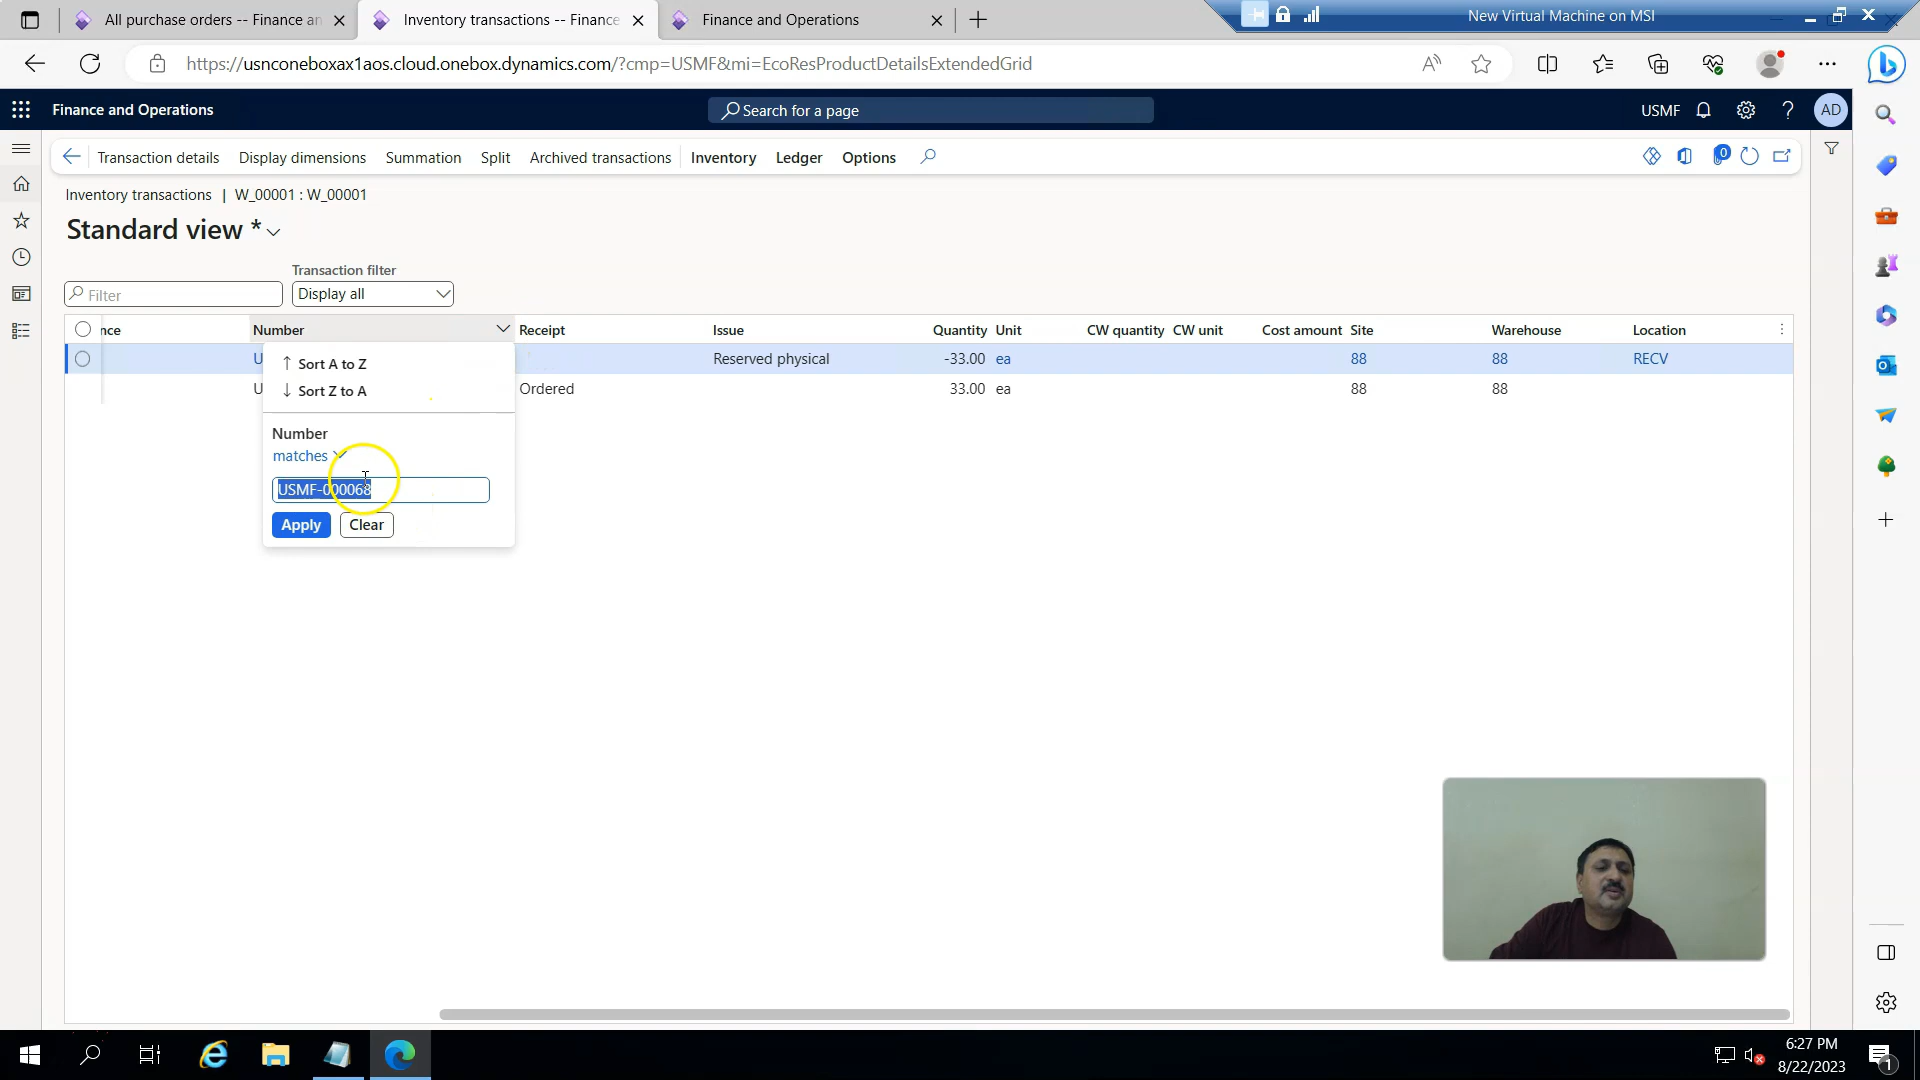 All purchase orders -- Finance an
Inventory transactions -- Finance
Finance and Operations
New Virtual Machine on MSI
https://usnconeboxax1aos.cloud.onebox.dynamics.com/?cmp=USMF&mi=EcoResProductDetailsExtendedGrid
Finance and Operations
Search for a page
USMF
AD
Transaction details
Display dimensions
Summation
Split
Archived transactions
Inventory
Ledger
Options
0
Inventory transactions | W_00001 : W_00001
Standard view *
Transaction filter
Filter
Display all
nce Number Receipt Issue Quantity Unit CW quantity CW unit Cost amount Site Warehouse Location
U Reserved physical -33.00 ea 88 88 RECV
U Ordered 33.00 ea 88 88
Sort A to Z
Sort Z to A
Number
matches
USMF-000068
Apply Clear
6:27 PM
8/22/2023
1